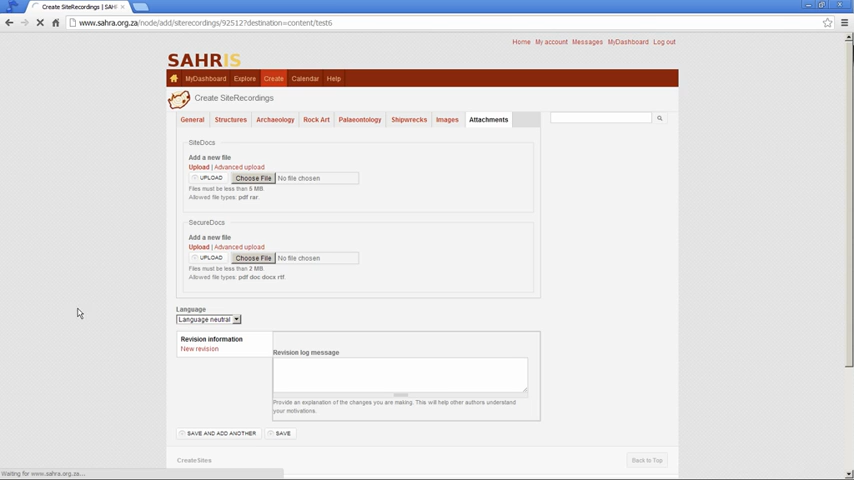 Create SiteRecordings | SAH
www.sahra.org.za/node/add/siterecordings/92512?destination=content/test6
Home My account Messages MyDashboard Log out
SAHRIS
MyDashboard Explore Create Calendar Help
Create SiteRecordings
General Structures Archaeology Rock Art Palaeontology Shipwrecks Images Attachments
SiteDocs
Add a new file
Upload | Advanced upload
UPLOAD Choose File No file chosen
Files must be less than 8 MB.
Allowed file types: pdf rar.
SecureDocs
Add a new file
Upload | Advanced upload
UPLOAD Choose File No file chosen
Files must be less than 2 MB.
Allowed file types: pdf doc docx rtf.
Language
Language neutral
Revision information
New revision
Revision log message
Provide an explanation of the changes you are making. This will help other authors understand
your motivations.
SAVE AND ADD ANOTHER SAVE
CreateSites
Back to Top
Waiting for www.sahra.org.za...